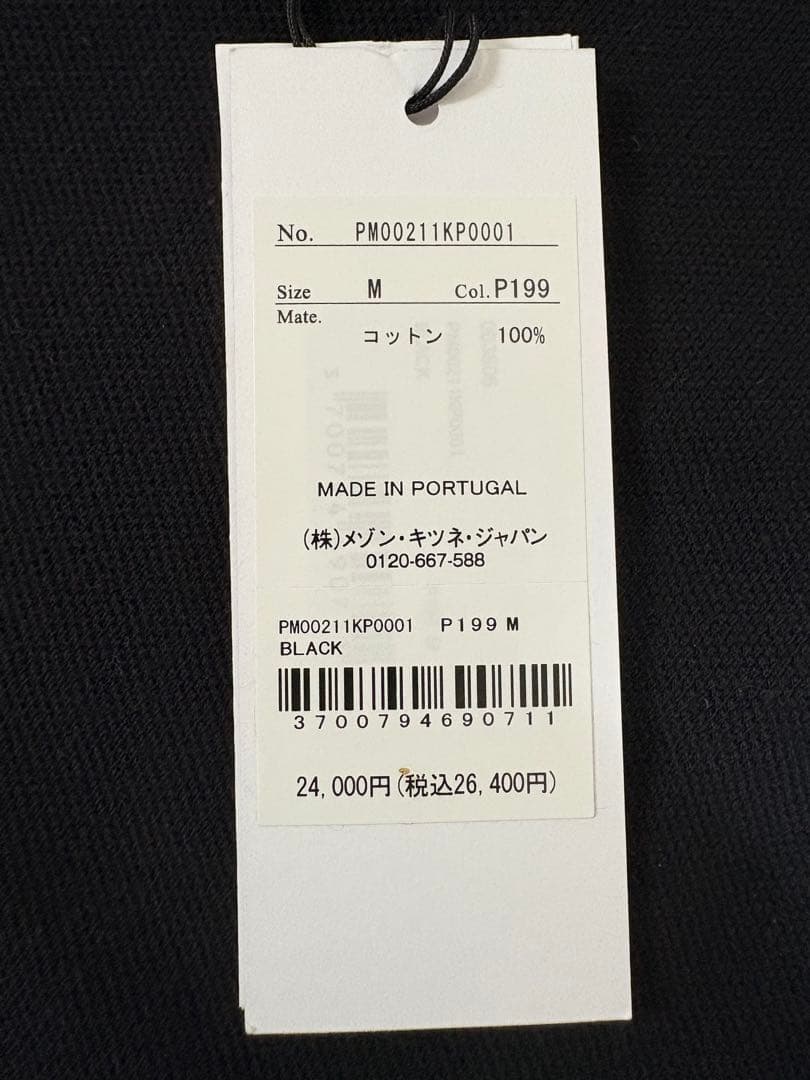 No. PM00211KP0001
Size M Col. P199
Mate.
コットン 100%
MADE IN PORTUGAL
(株)メゾン・キツネ・ジャパン
0120-667-588
PM00211KP0001 P199 M
BLACK
3700794690711
24,000円(税込26,400円)